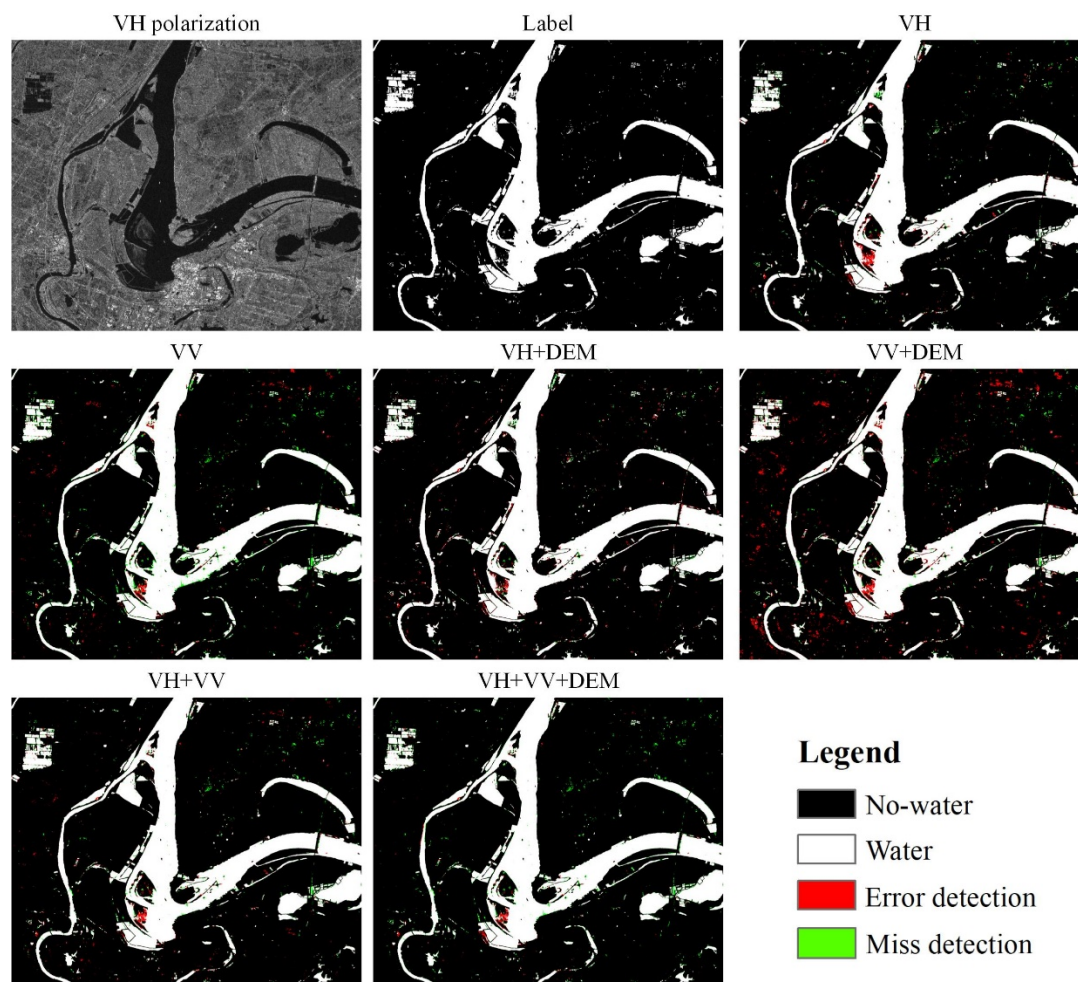 VH polarization
Label
VH
VV
VH+DEM
VV+DEM
VH+VV
VH+VV+DEM
Legend
No-water
Water
Error detection
Miss detection